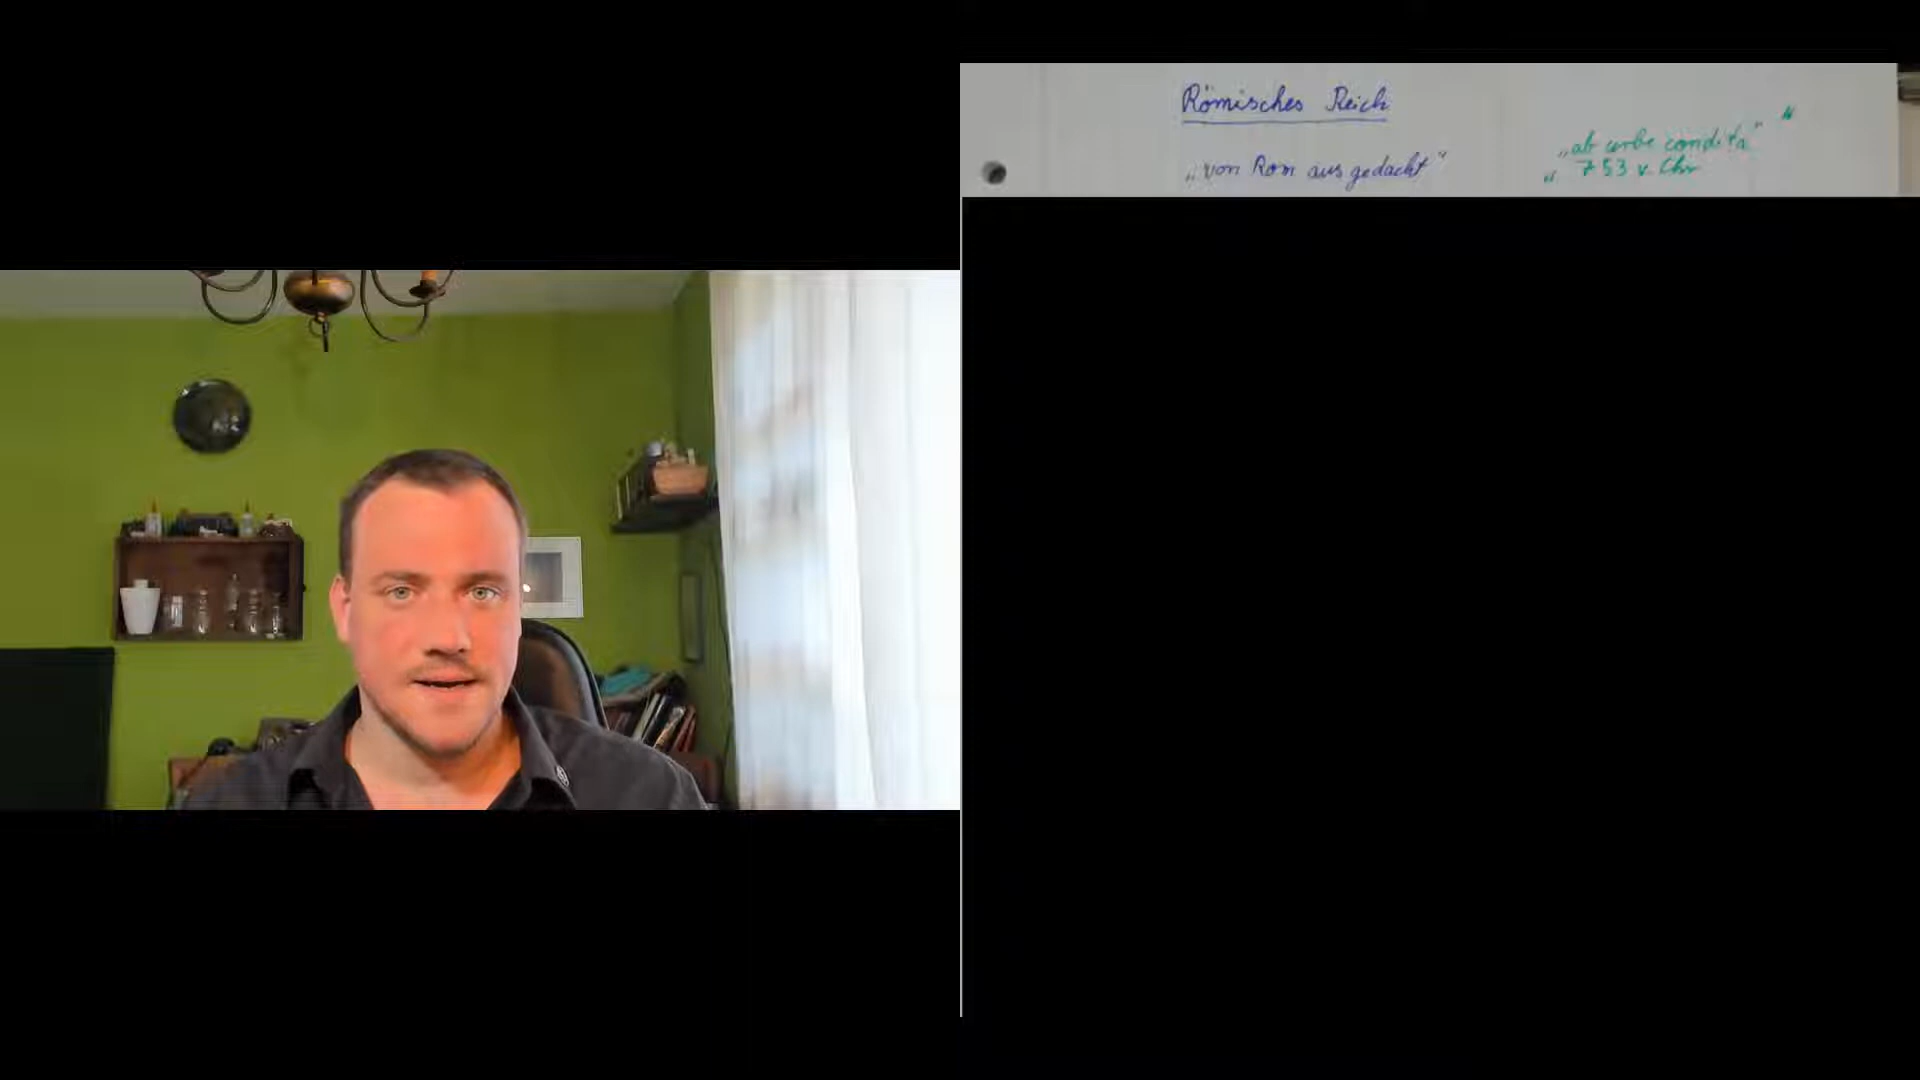 Römisches Reich
„von Rom aus gedacht“
„ab urbe condita“
753 v. Chr